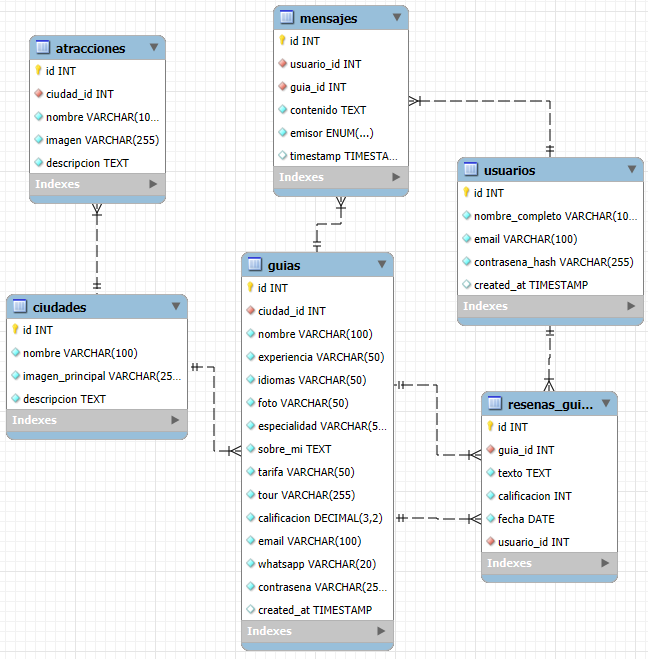 atracciones
id INT
ciudad_id INT
nombre VARCHAR(10...
imagen VARCHAR(255)
descripcion TEXT
Indexes
mensajes
id INT
usuario_id INT
guia_id INT
contenido TEXT
emisor ENUM(...)
timestamp TIMESTA...
Indexes
usuarios
id INT
nombre_completo VARCHAR(10...
email VARCHAR(100)
contrasena_hash VARCHAR(255)
created_at TIMESTAMP
Indexes
ciudades
id INT
nombre VARCHAR(100)
imagen_principal VARCHAR(25...
descripcion TEXT
Indexes
guias
id INT
ciudad_id INT
nombre VARCHAR(100)
experiencia VARCHAR(50)
idiomas VARCHAR(50)
foto VARCHAR(50)
especialidad VARCHAR(5...
sobre_mi TEXT
tarifa VARCHAR(50)
tour VARCHAR(255)
calificacion DECIMAL(3,2)
email VARCHAR(100)
whatsapp VARCHAR(20)
contrasena VARCHAR(25...
created_at TIMESTAMP
Indexes
resenas_gui...
id INT
guia_id INT
texto TEXT
calificacion INT
fecha DATE
usuario_id INT
Indexes